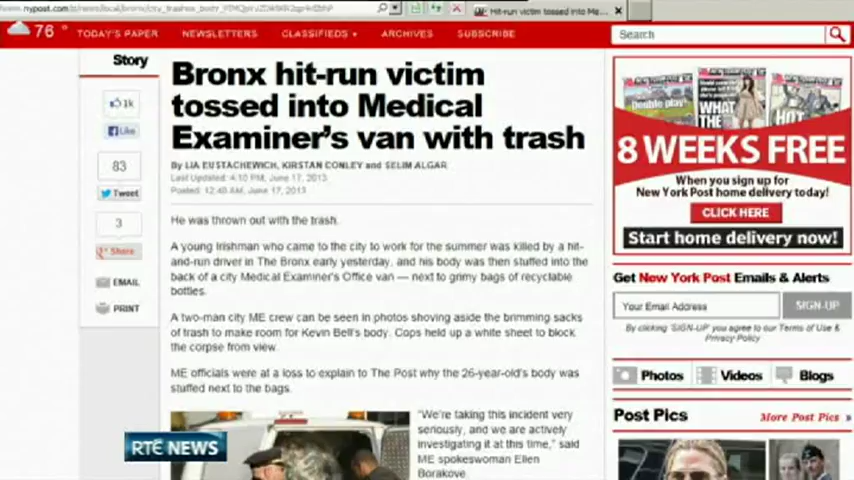 Hit-run victim tossed into Me...
76°
TODAY'S PAPER
NEWSLETTERS
CLASSIFIEDS
ARCHIVES
SUBSCRIBE
Search
Story
1k
Like
83
Tweet
3
Share
EMAIL
PRINT
Bronx hit-run victim
tossed into Medical
Examiner's van with trash
By LIA EUSTACHEWICH, KIRSTAN CONLEY and SELIM ALGAR
Last Updated: 4:10 PM, June 17, 2013
Posted: 12:40 AM, June 17, 2013
He was thrown out with the trash.
A young Irishman who came to the city to work for the summer was killed by a hit-
and-run driver in The Bronx early yesterday, and his body was then stuffed into the
back of a city Medical Examiner's Office van — next to grimy bags of recyclable
bottles.
A two-man city ME crew can be seen in photos shoving aside the brimming sacks
of trash to make room for Kevin Bell's body. Cops held up a white sheet to block
the corpse from view.
ME officials were at a loss to explain to The Post why the 26-year-old's body was
stuffed next to the bags.
"We're taking this incident very
seriously, and we are actively
investigating it at this time," said
ME spokeswoman Ellen
Borakove.
RTÉ NEWS
Double play!
WHAT
THE
HOT
8 WEEKS FREE
When you sign up for
New York Post home delivery today!
CLICK HERE
Start home delivery now!
Get New York Post Emails & Alerts
Your Email Address
SIGN-UP
By clicking "SIGN-UP" you agree to our Terms of Use &
Privacy Policy
Photos
Videos
Blogs
Post Pics
More Post Pics »